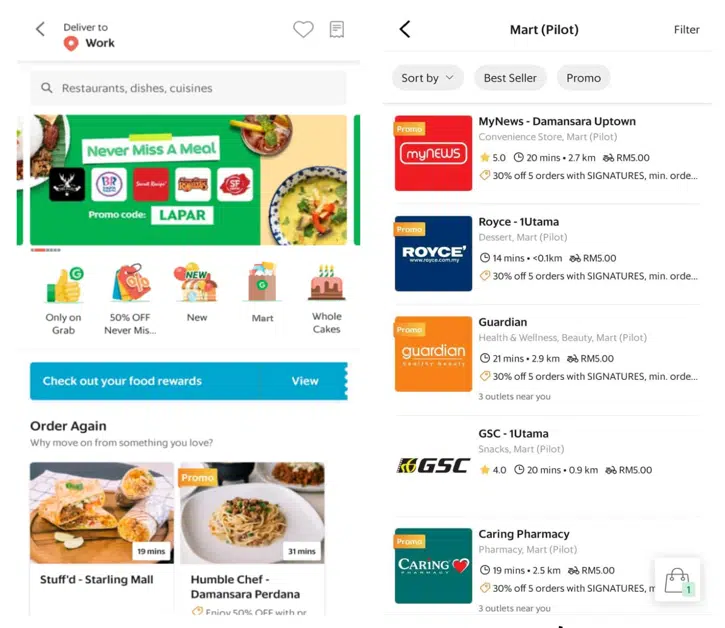 Deliver to
Work
Restaurants, dishes, cuisines
Never Miss A Meal
BR
Secret Recipe
SF
Promo code: LAPAR
G
NEW
G
Only on
Grab
50% OFF
Never Mis...
New
Mart
Whole
Cakes
Check out your food rewards
View
Order Again
Why move on from something you love?
19 mins
Promo
31 mins
Stuff'd - Starling Mall
Humble Chef -
Damansara Perdana
Enjoy 50% OFF with pr
Mart (Pilot)
Filter
Sort by
Best Seller
Promo
Promo
myNEWS
MyNews - Damansara Uptown
Convenience Store, Mart (Pilot)
5.0 20 mins • 2.7 km RM5.00
30% off 5 orders with SIGNATURES, min. orde...
Promo
ROYCE'
www.royce.com.my
Royce - 1Utama
Dessert, Mart (Pilot)
14 mins • <0.1km RM5.00
30% off 5 orders with SIGNATURES, min. orde...
Promo
guardian
healthy beauty
Guardian
Health & Wellness, Beauty, Mart (Pilot)
21 mins • 2.9 km RM5.00
30% off 5 orders with SIGNATURES, min. orde...
3 outlets near you
GSC
GSC - 1Utama
Snacks, Mart (Pilot)
4.0 20 mins • 0.9 km RM5.00
Promo
CARING
PHARMACY
Caring Pharmacy
Pharmacy, Mart (Pilot)
19 mins • 2.5 km RM5.00
30% off 5 orders with SIGNATURES, m
3 outlets near you
1